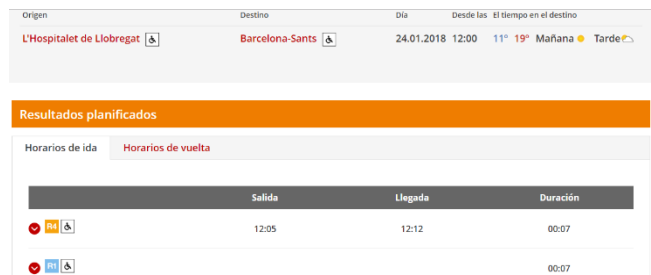 Origen Destino Día Desde las El tiempo en el destino
L'Hospitalet de Llobregat Barcelona-Sants 24.01.2018 12:00 11° 19° Mañana Tarde
Resultados planificados
Horarios de ida Horarios de vuelta
Salida Llegada Duración
R4 12:05 12:12 00:07
R1 00:07